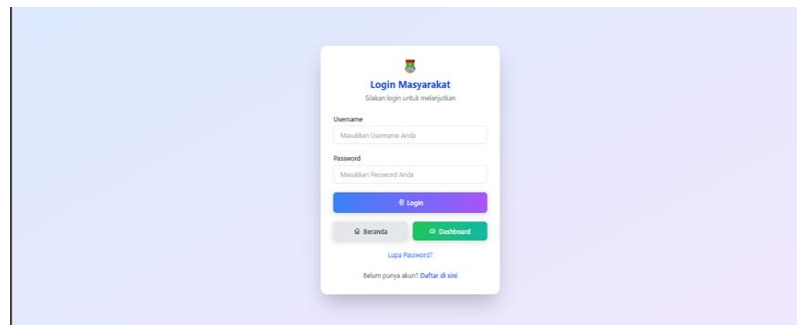 Login Masyarakat
Silakan login untuk melanjutkan
Username
Masukkan Username Anda
Password
Masukkan Password Anda
Login
Beranda Dashboard
Lupa Password?
Belum punya akun? Daftar di sini